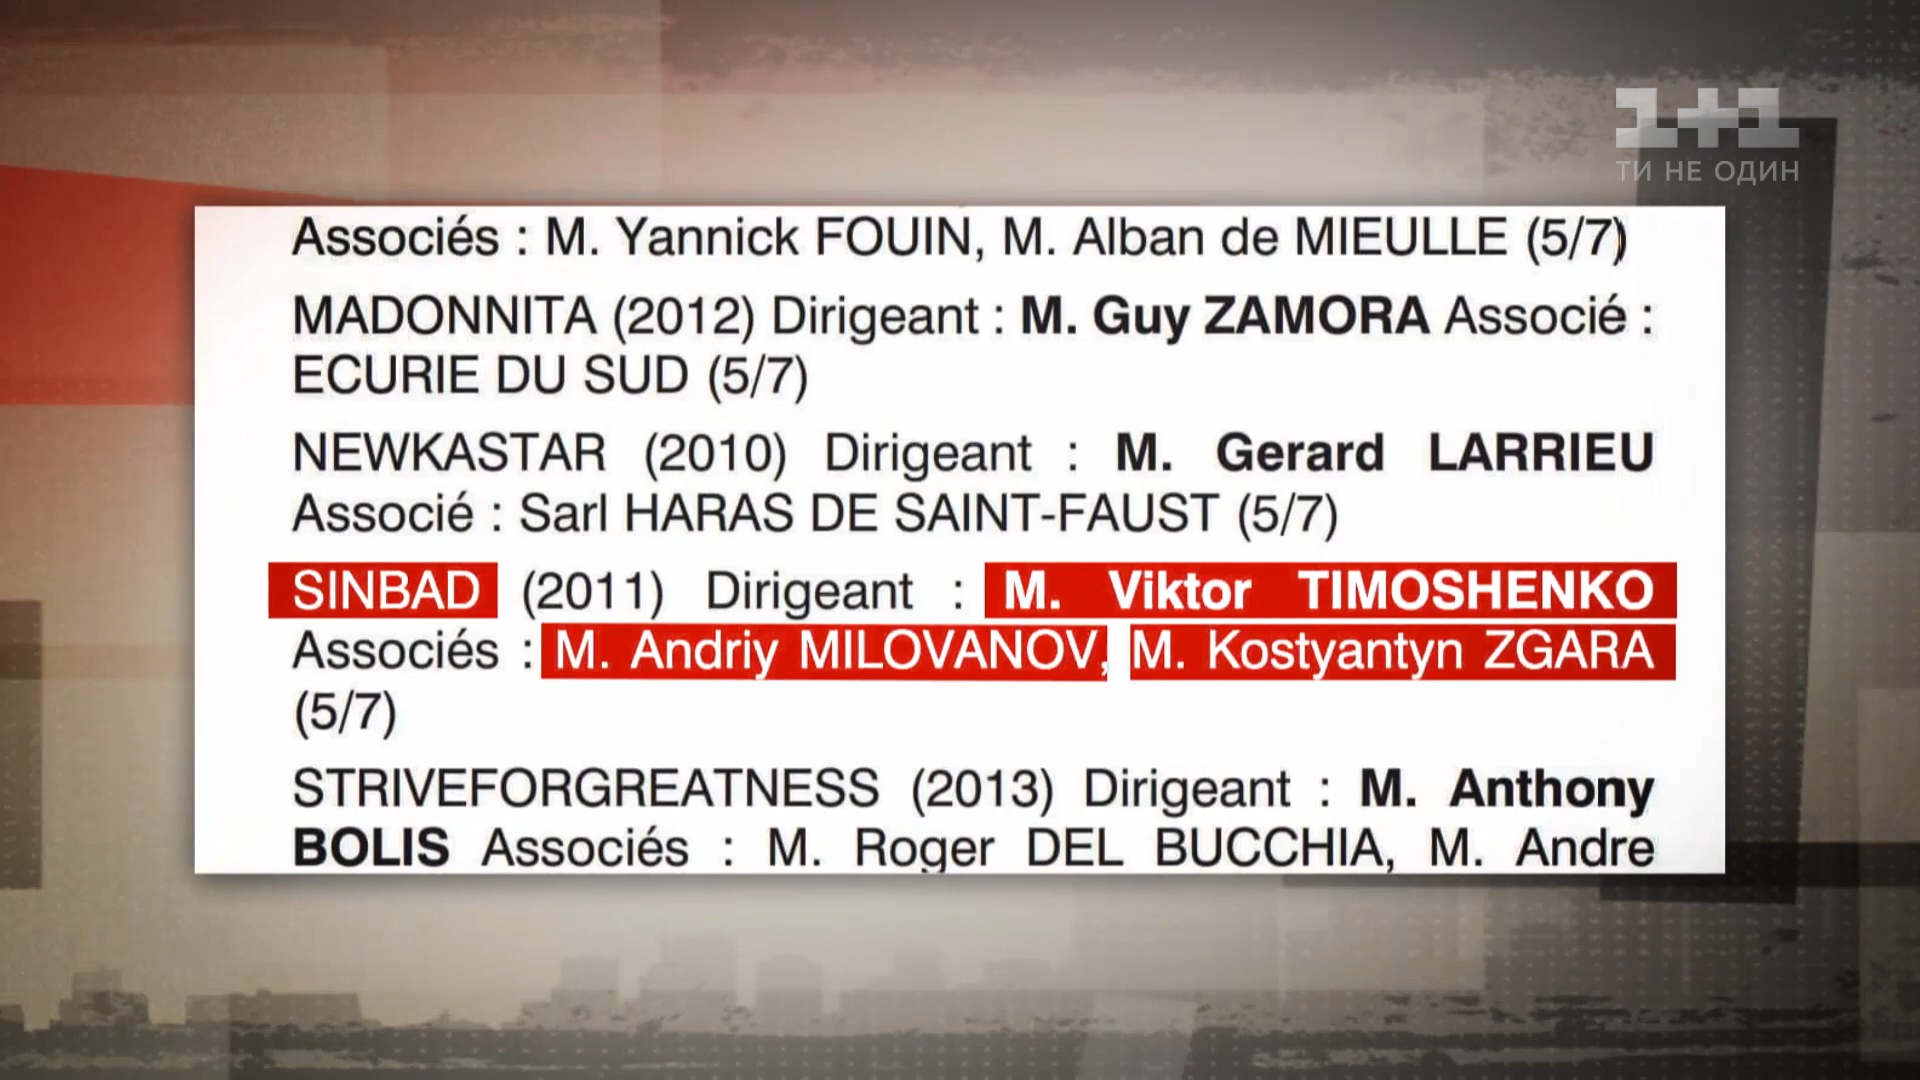 1+1
ТИ НЕ ОДИН
Associés : M. Yannick FOUIN, M. Alban de MIEULLE (5/7)
MADONNITA (2012) Dirigeant : M. Guy ZAMORA Associé :
ECURIE DU SUD (5/7)
NEWKASTAR (2010) Dirigeant : M. Gerard LARRIEU
Associé : Sarl HARAS DE SAINT-FAUST (5/7)
SINBAD (2011) Dirigeant : M. Viktor TIMOSHENKO
Associés : M. Andriy MILOVANOV, M. Kostyantyn ZGARA
(5/7)
STRIVEFORGREATNESS (2013) Dirigeant : M. Anthony
BOLIS Associés : M. Roger DEL BUCCHIA, M. Andre